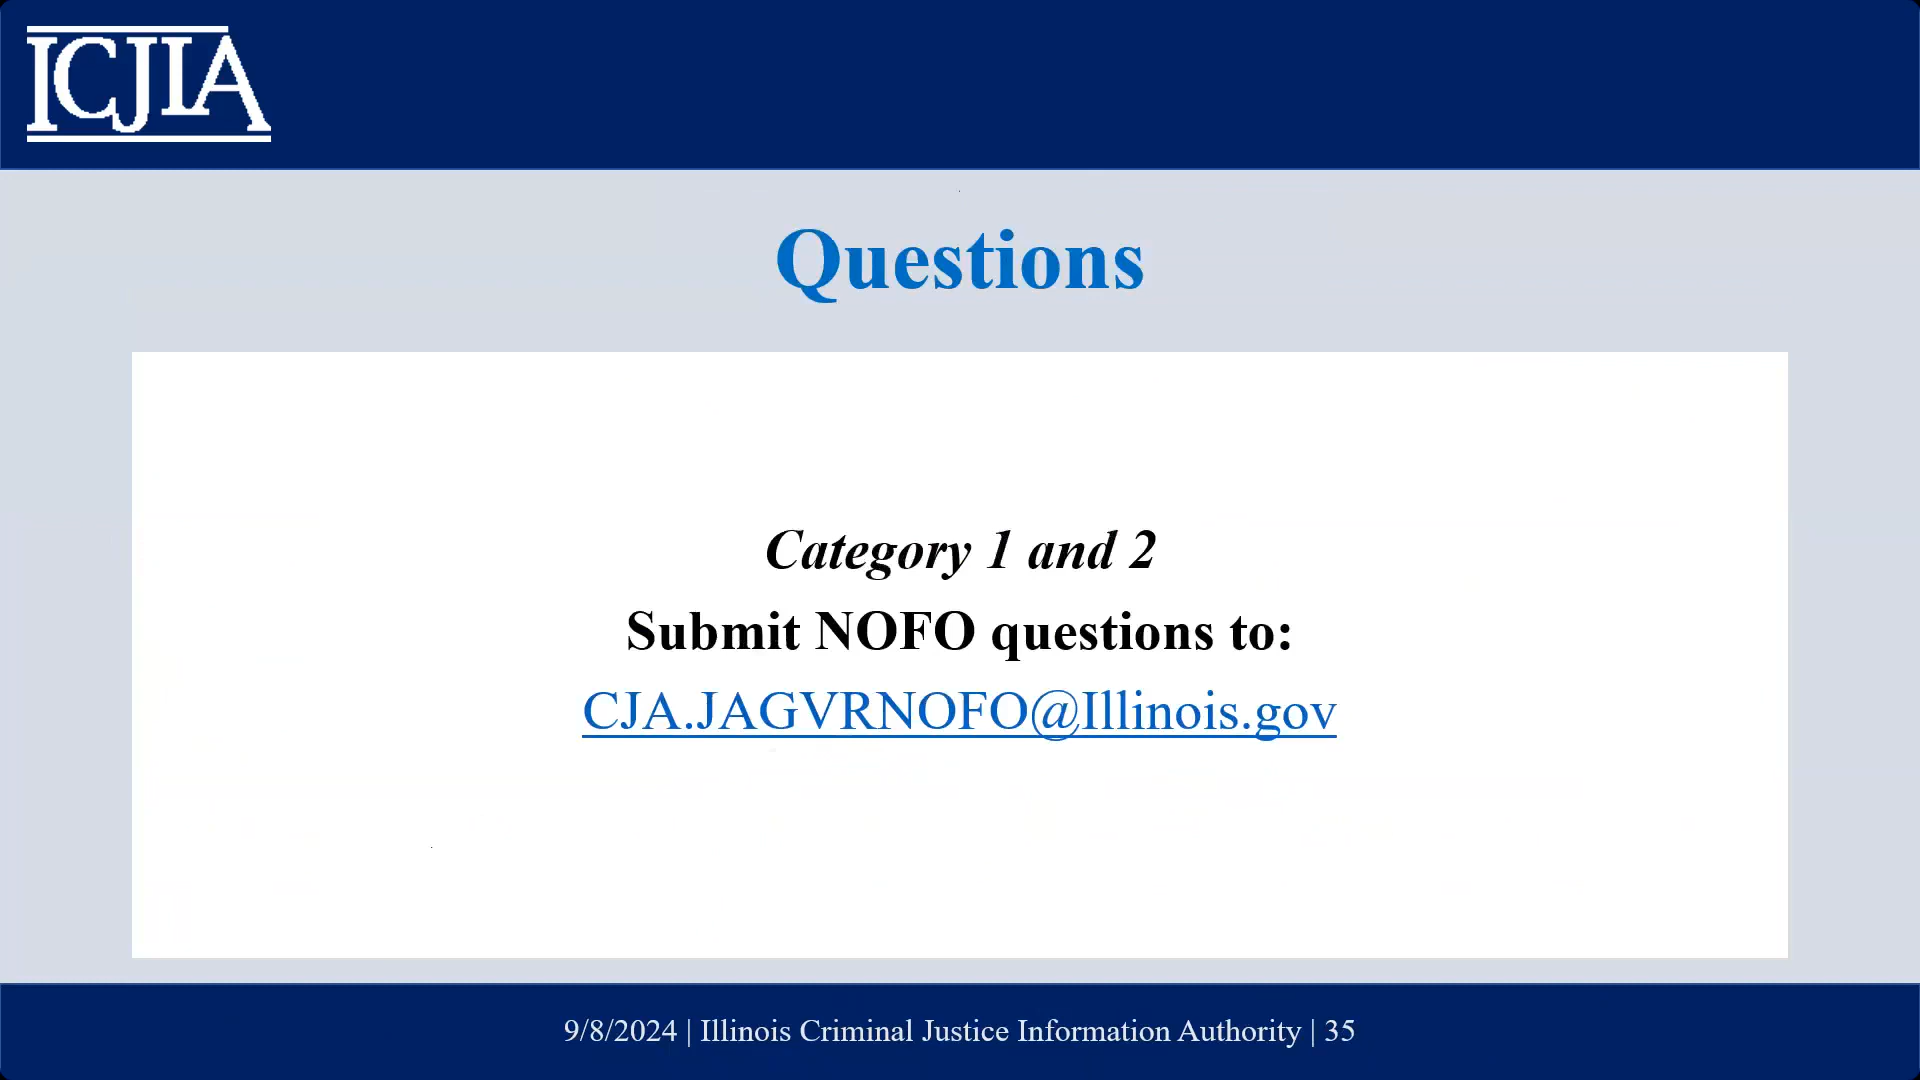 ICJIA
Questions
Category 1 and 2
Submit NOFO questions to:
CJA.JAGVRNOFO@Illinois.gov
9/8/2024 | Illinois Criminal Justice Information Authority | 35